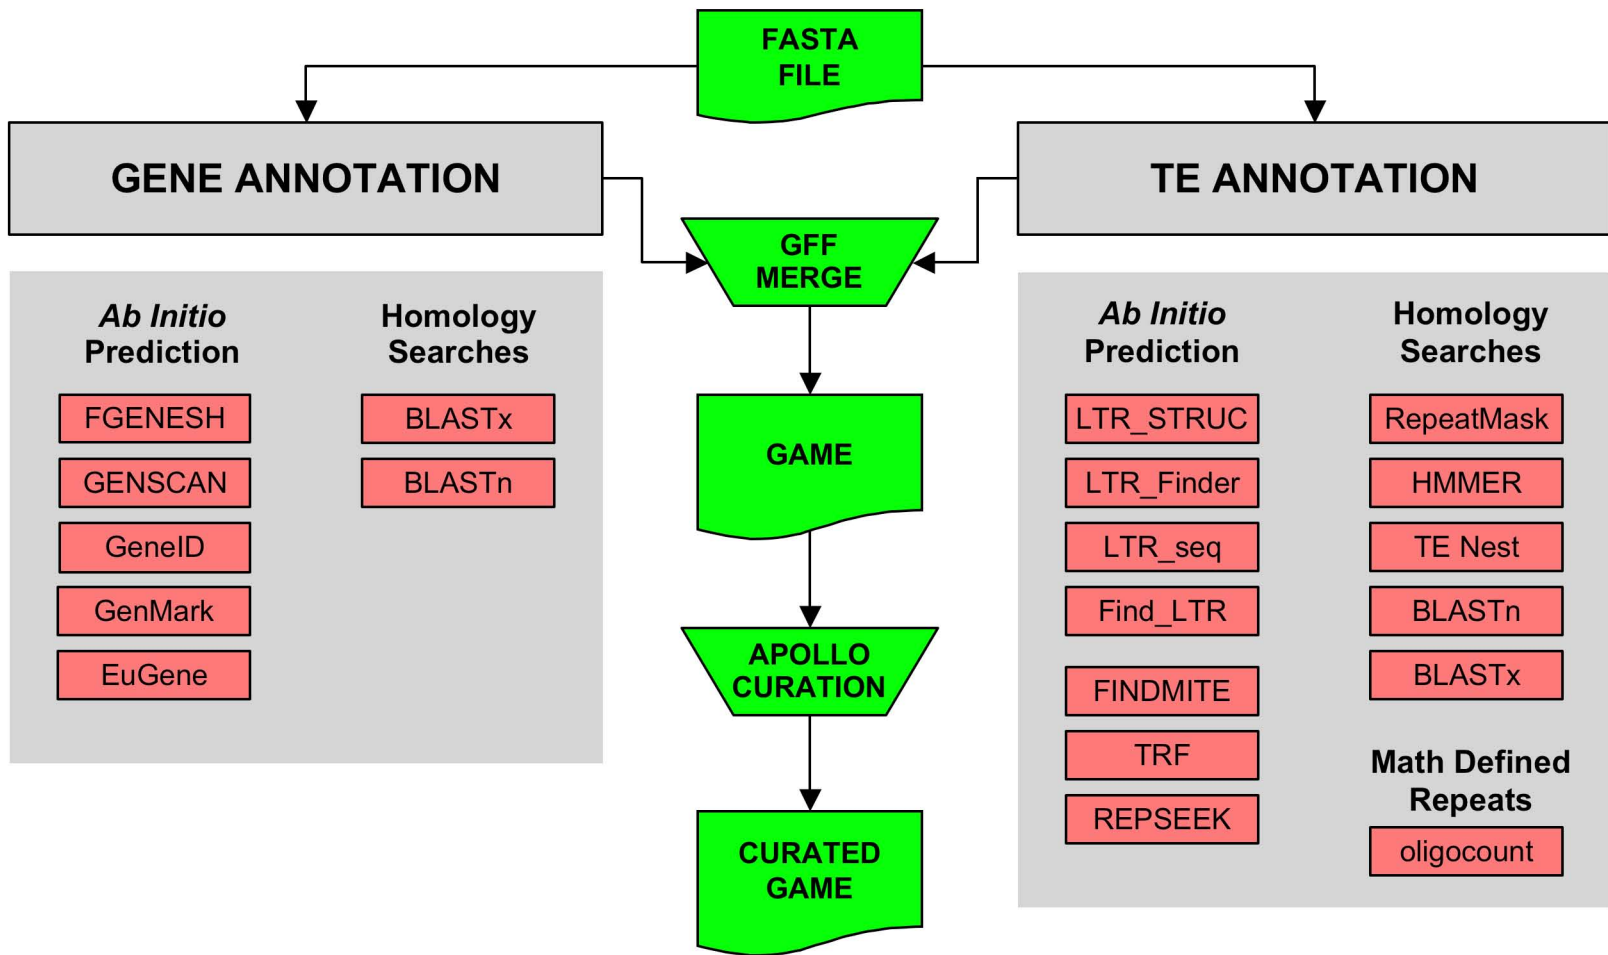 FASTA
FILE
GENE ANNOTATION
TE ANNOTATION
GFF
MERGE
Ab Initio
Prediction
FGENESH
GENSCAN
GeneID
GenMark
EuGene
Homology
Searches
BLASTx
BLASTn
GAME
APOLLO
CURATION
CURATED
GAME
Ab Initio
Prediction
LTR_STRUC
LTR_Finder
LTR_seq
Find_LTR
FINDMITE
TRF
REPSEEK
Homology
Searches
RepeatMask
HMMER
TE Nest
BLASTn
BLASTx
Math Defined
Repeats
oligocount